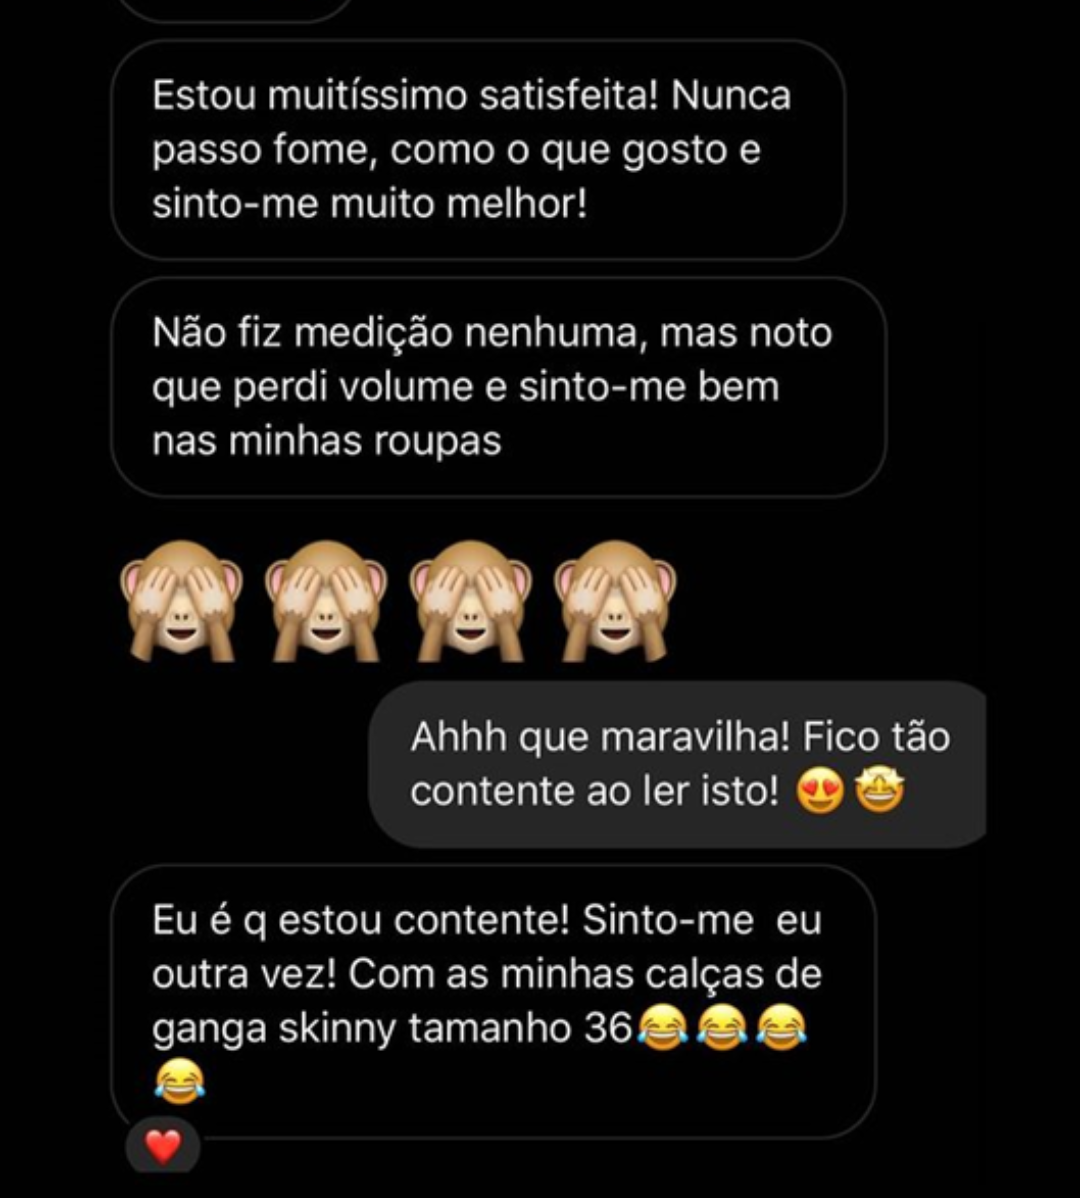 Estou muitíssimo satisfeita! Nunca
passo fome, como o que gosto e
sinto-me muito melhor!
Não fiz medição nenhuma, mas noto
que perdi volume e sinto-me bem
nas minhas roupas
🙈🙈🙈🙈
Ahhh que maravilha! Fico tão
contente ao ler isto! 😍🤩
Eu é q estou contente! Sinto-me  eu
outra vez! Com as minhas calças de
ganga skinny tamanho 36😂😂😂
😂
❤️